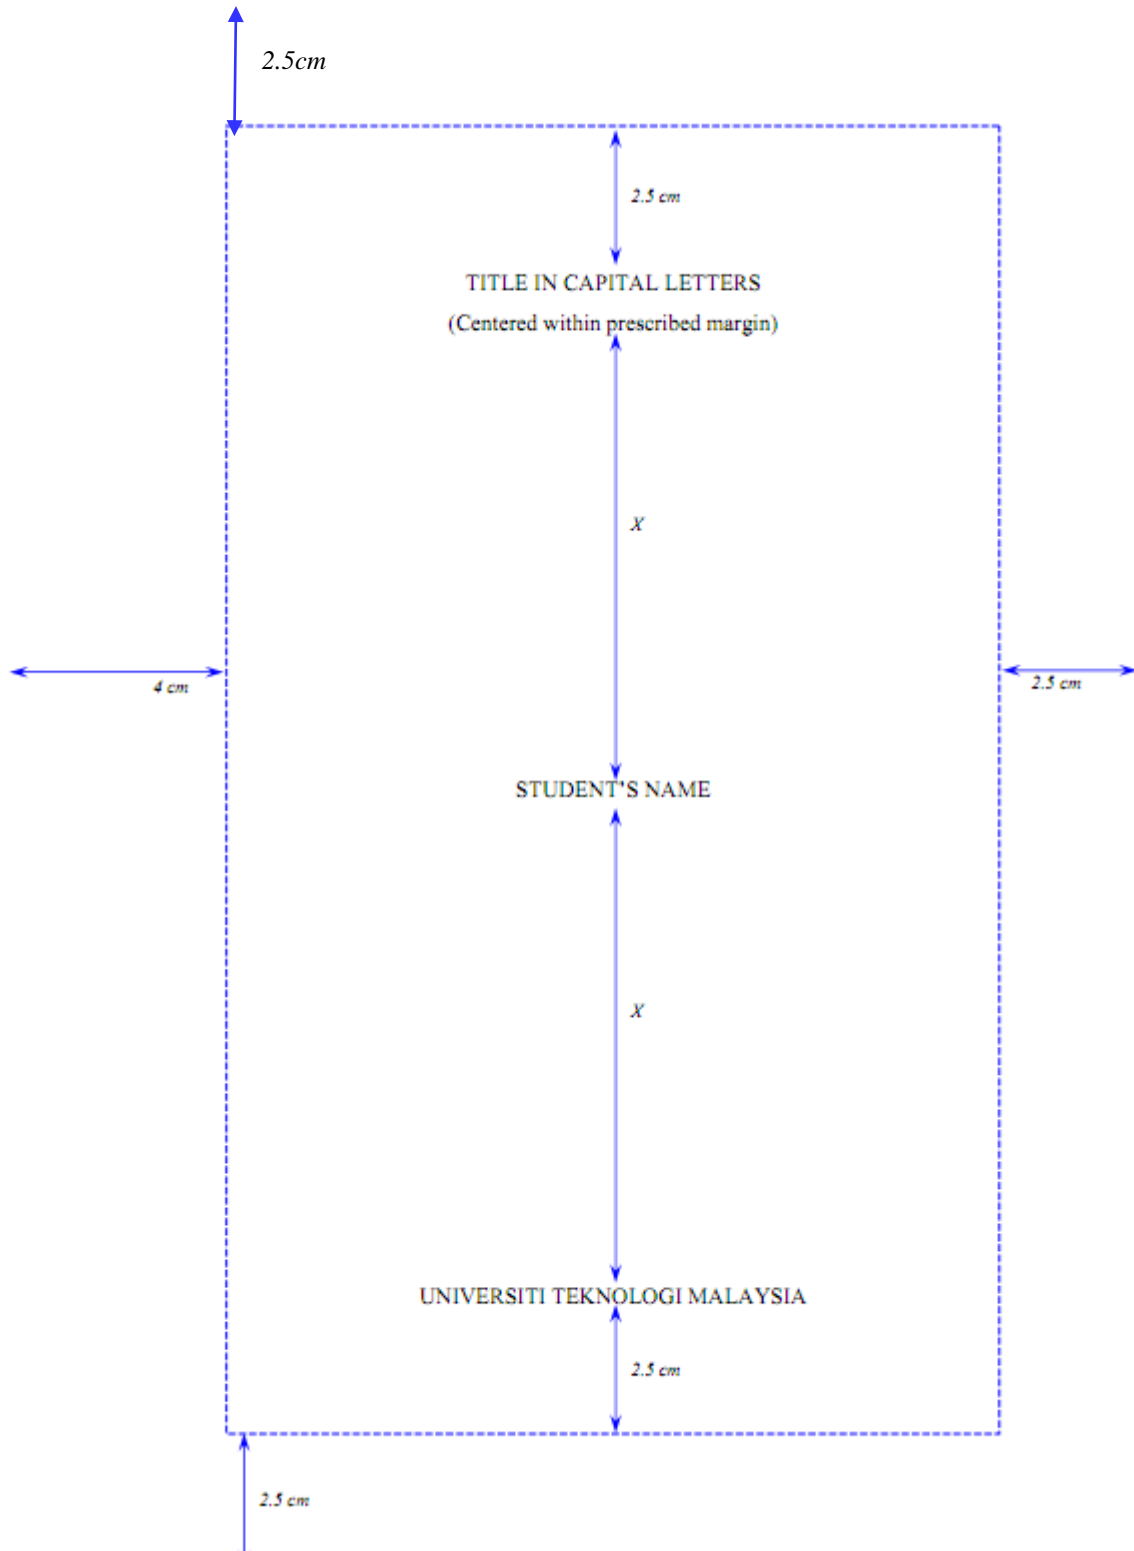 2.5cm
2.5 cm
TITLE IN CAPITAL LETTERS
(Centered within prescribed margin)
X
4 cm
2.5 cm
STUDENT'S NAME
X
UNIVERSITI TEKNOLOGI MALAYSIA
2.5 cm
2.5 cm